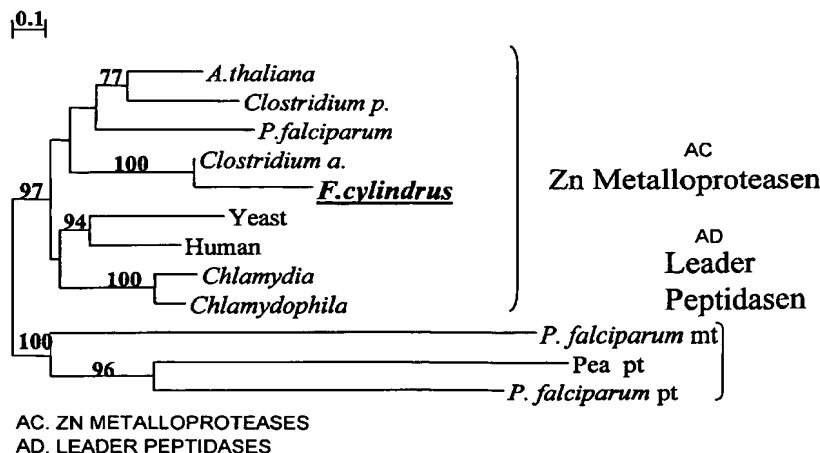 0.1
77
A.thaliana
Clostridium p.
P.falciparum
100
Clostridium a.
F.cylindrus
97
94
Yeast
Human
100
Chlamydia
Chlamydophila
AC
Zn Metalloproteasen
AD
Leader
Peptidasen
100
P. falciparum mt
96
Pea pt
P. falciparum pt
AC. ZN METALLOPROTEASES
AD. LEADER PEPTIDASES